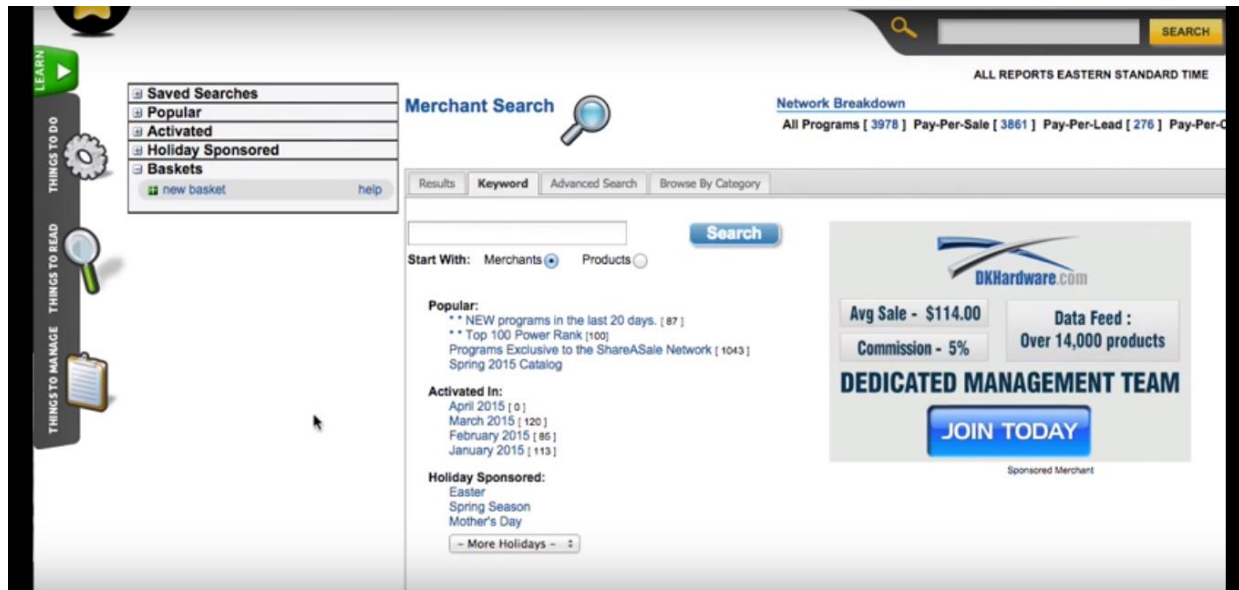 SEARCH
ALL REPORTS EASTERN STANDARD TIME
LEARN
THINGS TO DO
THINGS TO READ
THINGS TO MANAGE
Saved Searches
Popular
Activated
Holiday Sponsored
Baskets
new basket help
Merchant Search
Network Breakdown
All Programs [ 3978 ] Pay-Per-Sale [ 3861 ] Pay-Per-Lead [ 276 ] Pay-Per-C
Results Keyword Advanced Search Browse By Category
Search
Start With: Merchants Products
Popular:
* * NEW programs in the last 20 days. [ 87 ]
* * Top 100 Power Rank [100]
Programs Exclusive to the ShareASale Network [ 1043 ]
Spring 2015 Catalog
Activated In:
April 2015 [ 0 ]
March 2015 [ 120 ]
February 2015 [ 85 ]
January 2015 [ 113 ]
Holiday Sponsored:
Easter
Spring Season
Mother's Day
– More Holidays –
DKHardware.com
Avg Sale - $114.00
Commission - 5%
Data Feed :
Over 14,000 products
DEDICATED MANAGEMENT TEAM
JOIN TODAY
Sponsored Merchant